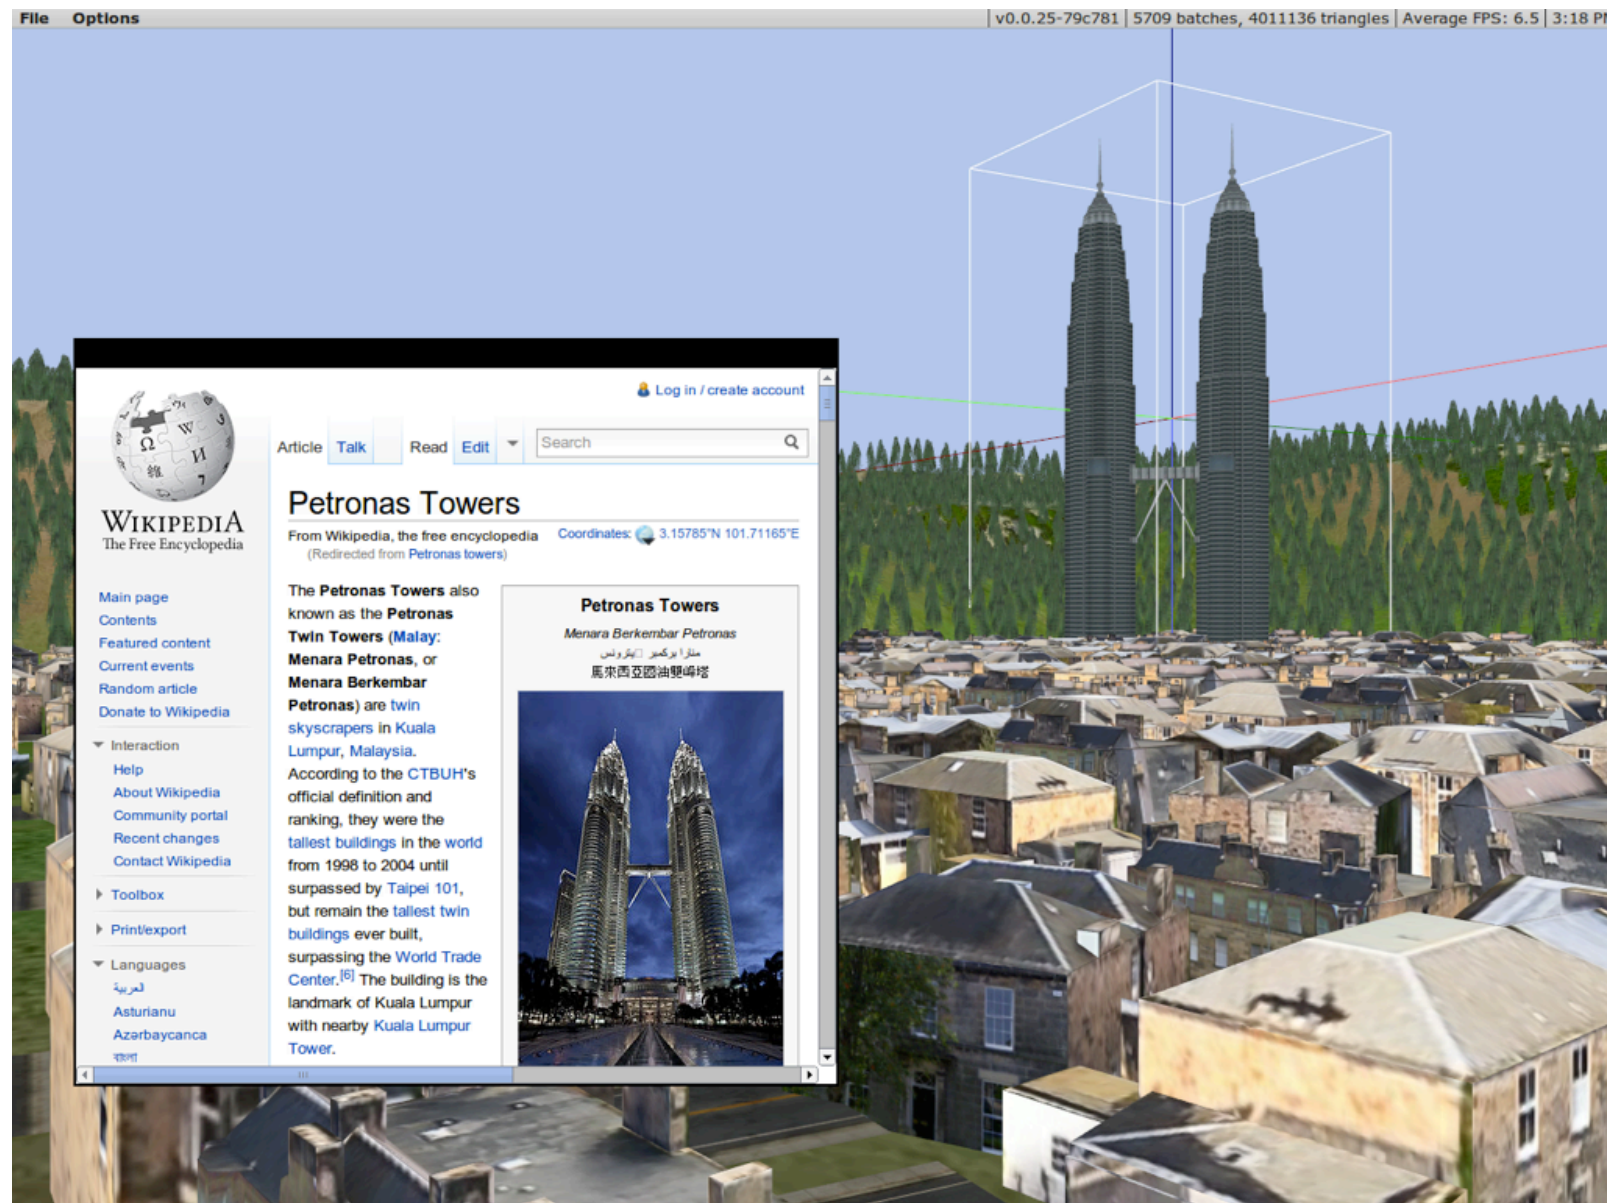 File Options
v0.0.25-79c781 | 5709 batches, 4011136 triangles | Average FPS: 6.5 | 3:18 PM
Log in / create account
Article Talk Read Edit Search
WIKIPEDIA
The Free Encyclopedia
Main page
Contents
Featured content
Current events
Random article
Donate to Wikipedia
Interaction
Help
About Wikipedia
Community portal
Recent changes
Contact Wikipedia
Toolbox
Print/export
Languages
العربية
Asturianu
Azərbaycanca
বাংলা
Petronas Towers
From Wikipedia, the free encyclopedia
Coordinates: 3.15785°N 101.71165°E
(Redirected from Petronas towers)
The Petronas Towers also
known as the Petronas
Twin Towers (Malay:
Menara Petronas, or
Menara Berkembar
Petronas) are twin
skyscrapers in Kuala
Lumpur, Malaysia.
According to the CTBUH's
official definition and
ranking, they were the
tallest buildings in the world
from 1998 to 2004 until
surpassed by Taipei 101,
but remain the tallest twin
buildings ever built,
surpassing the World Trade
Center.[6] The building is the
landmark of Kuala Lumpur
with nearby Kuala Lumpur
Tower.
Petronas Towers
Menara Berkembar Petronas
منارا بركمبر □يترونس
馬來西亞國油雙峰塔